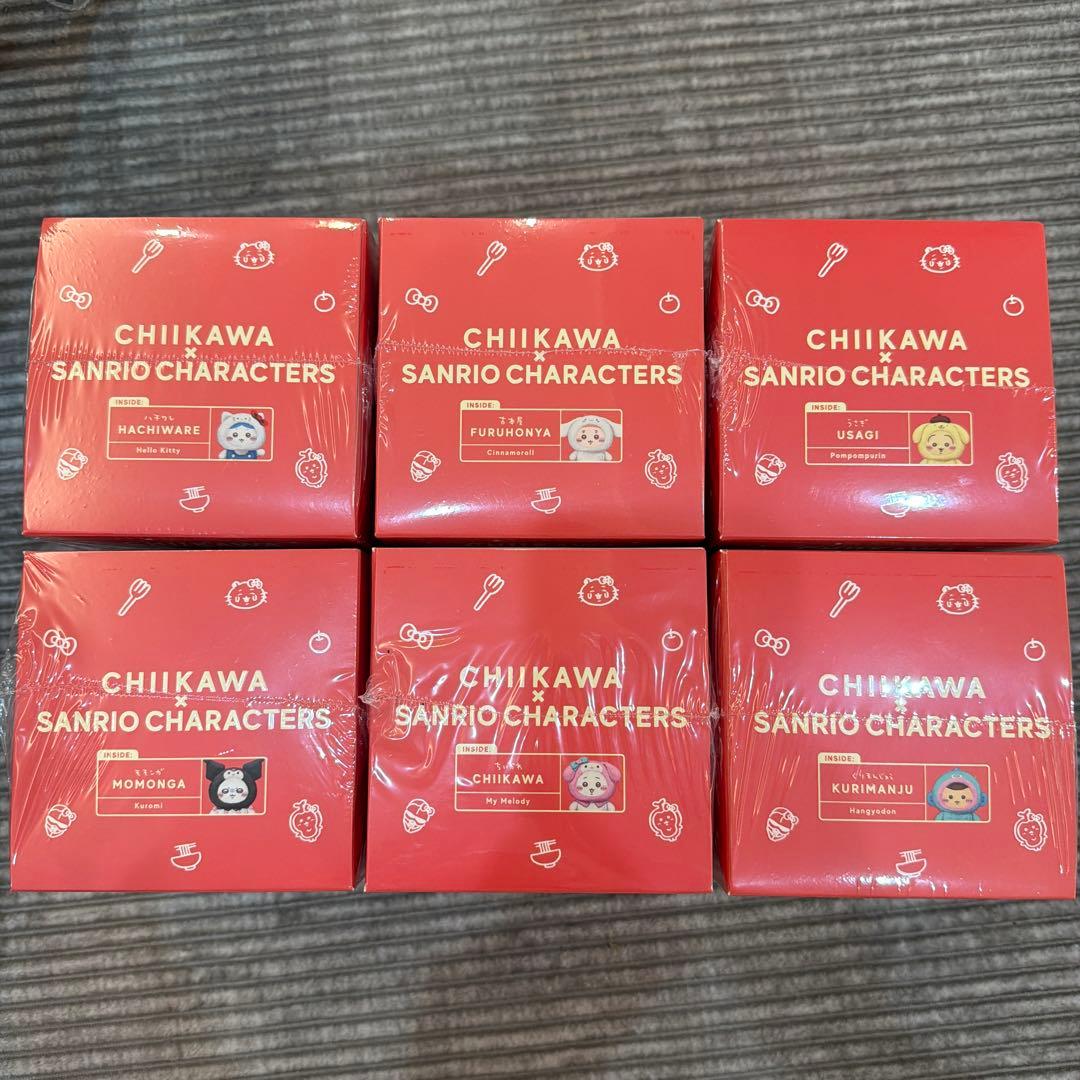 CHIIKAWA
×
SANRIO CHARACTERS
INSIDE:
ハチワレ
HACHIWARE
Hello Kitty
CHIIKAWA
×
SANRIO CHARACTERS
INSIDE:
古本屋
FURUHONYA
Cinnamoroll
CHIIKAWA
×
SANRIO CHARACTERS
INSIDE:
うさぎ
USAGI
Pompompurin
CHIIKAWA
×
SANRIO CHARACTERS
INSIDE:
モモンガ
MOMONGA
Kuromi
CHIIKAWA
×
SANRIO CHARACTERS
INSIDE:
ちいかわ
CHIIKAWA
My Melody
CHIIKAWA
×
SANRIO CHARACTERS
INSIDE:
くりまんじゅう
KURIMANJU
Hangyodon